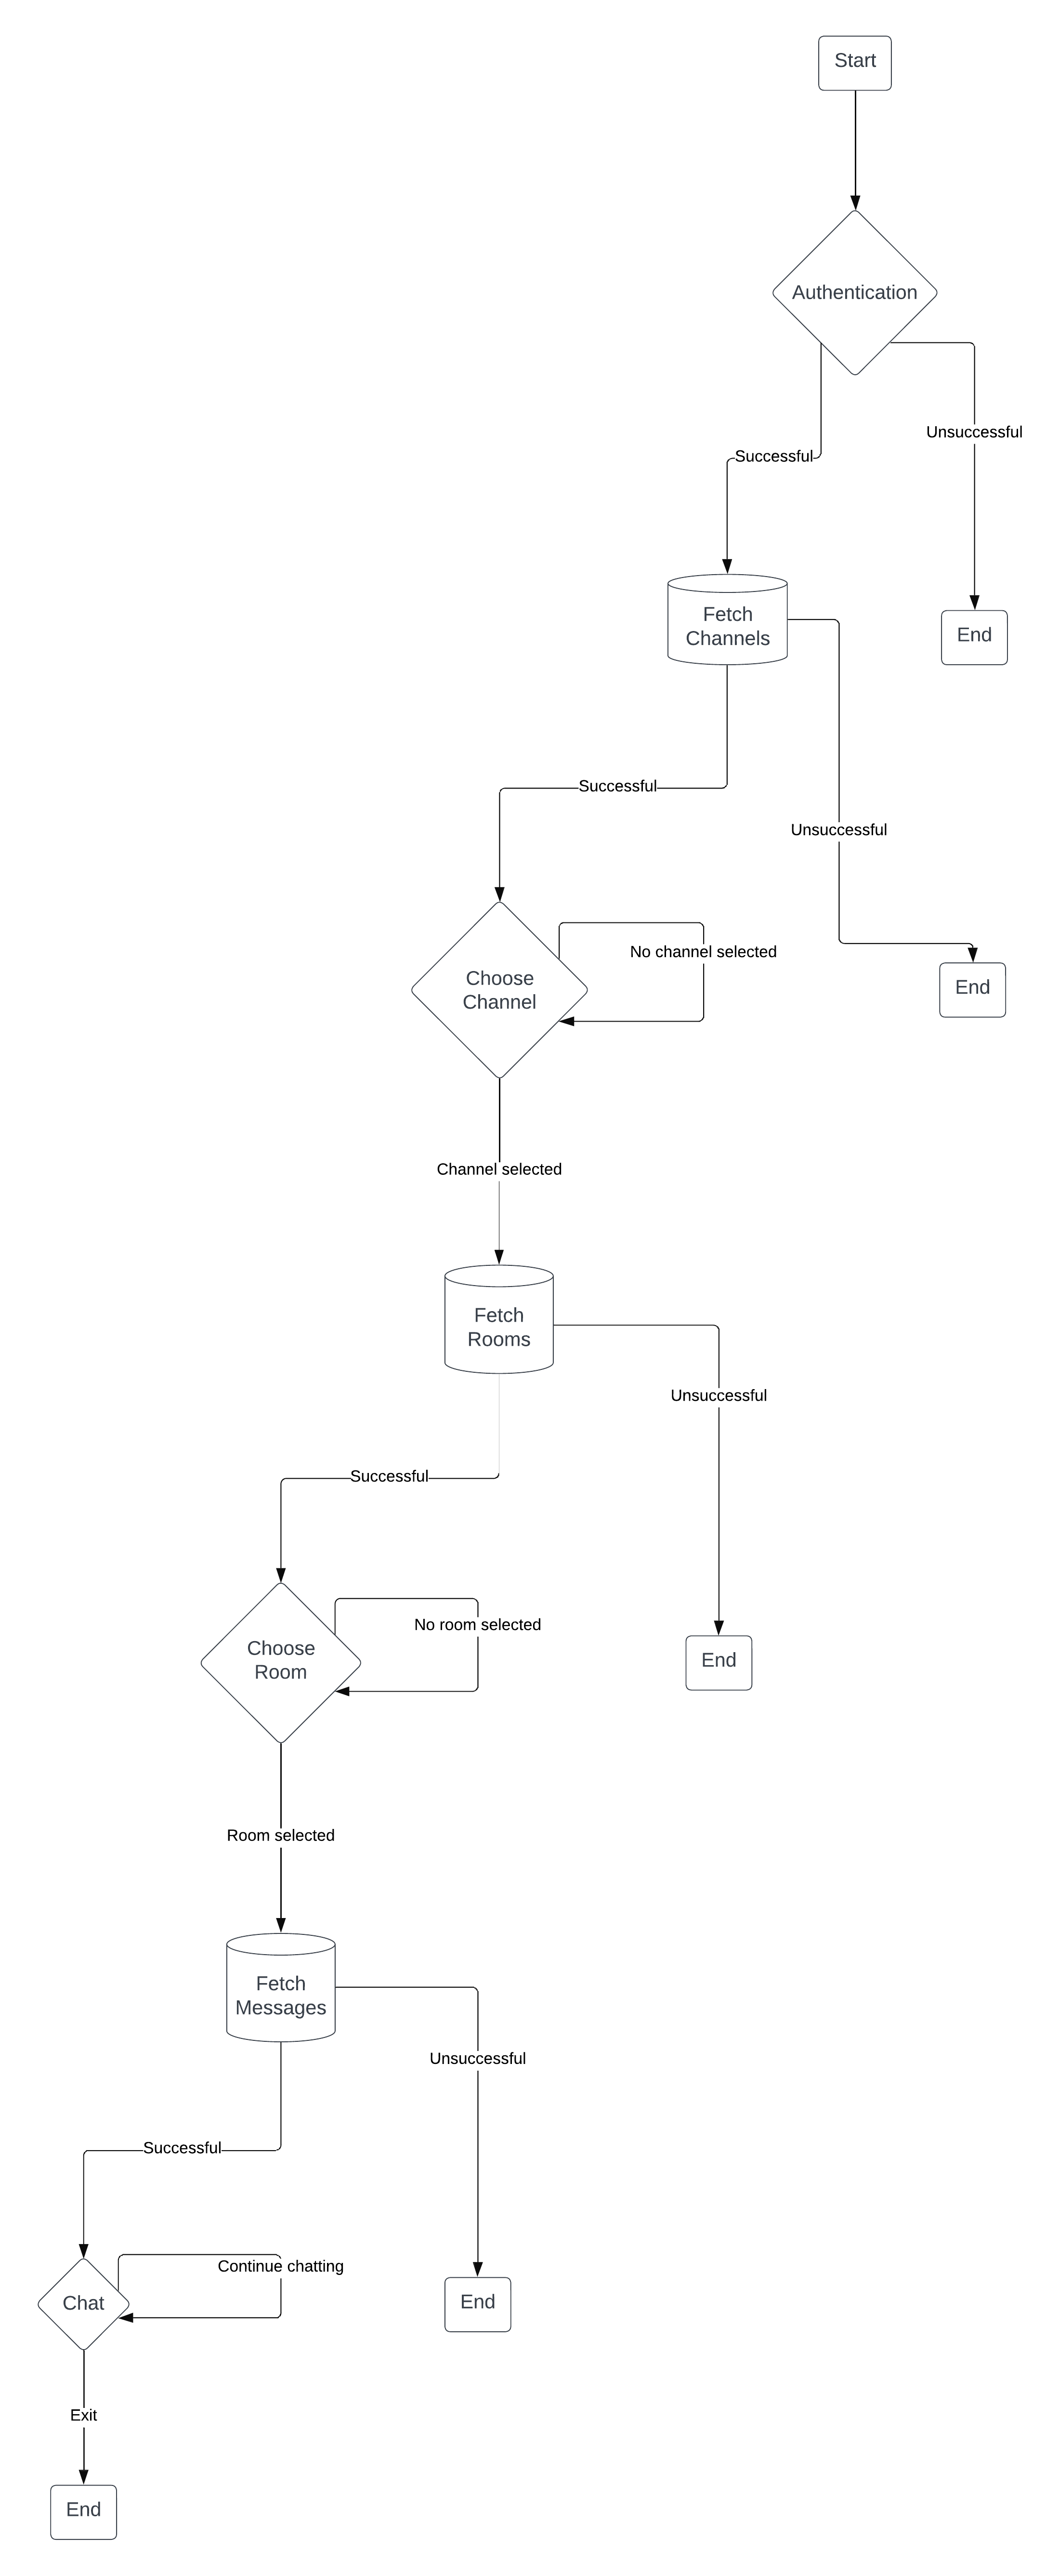 Start
Authentication
Unsuccessful
Successful
Fetch
Channels
End
Successful
Unsuccessful
No channel selected
Choose
Channel
End
Channel selected
Fetch
Rooms
Unsuccessful
Successful
No room selected
Choose
Room
End
Room selected
Fetch
Messages
Unsuccessful
Successful
Continue chatting
Chat
End
Exit
End